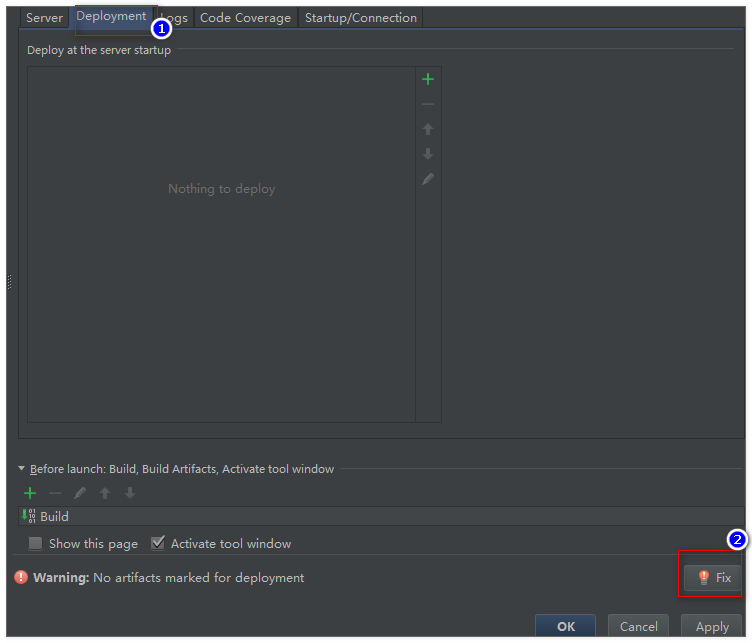 Server Deployment Logs Code Coverage Startup/Connection
1
Deploy at the server startup
Nothing to deploy
Before launch: Build, Build Artifacts, Activate tool window
Build
Show this page Activate tool window
2
Warning: No artifacts marked for deployment Fix
OK Cancel Apply